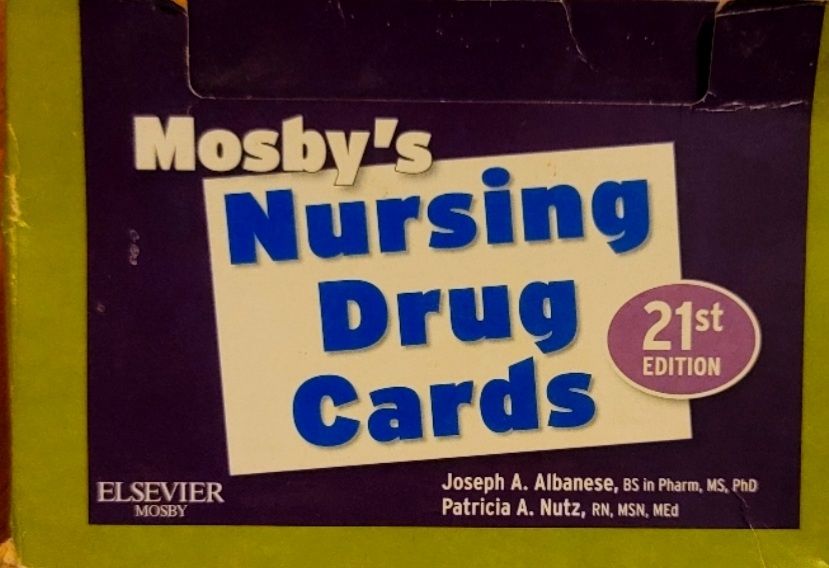 Mosby's
Nursing
Drug
Cards
21st
EDITION
Joseph A. Albanese, BS in Pharm, MS, PhD
Patricia A. Nutz, RN, MSN, MEd
ELSEVIER
MOSBY